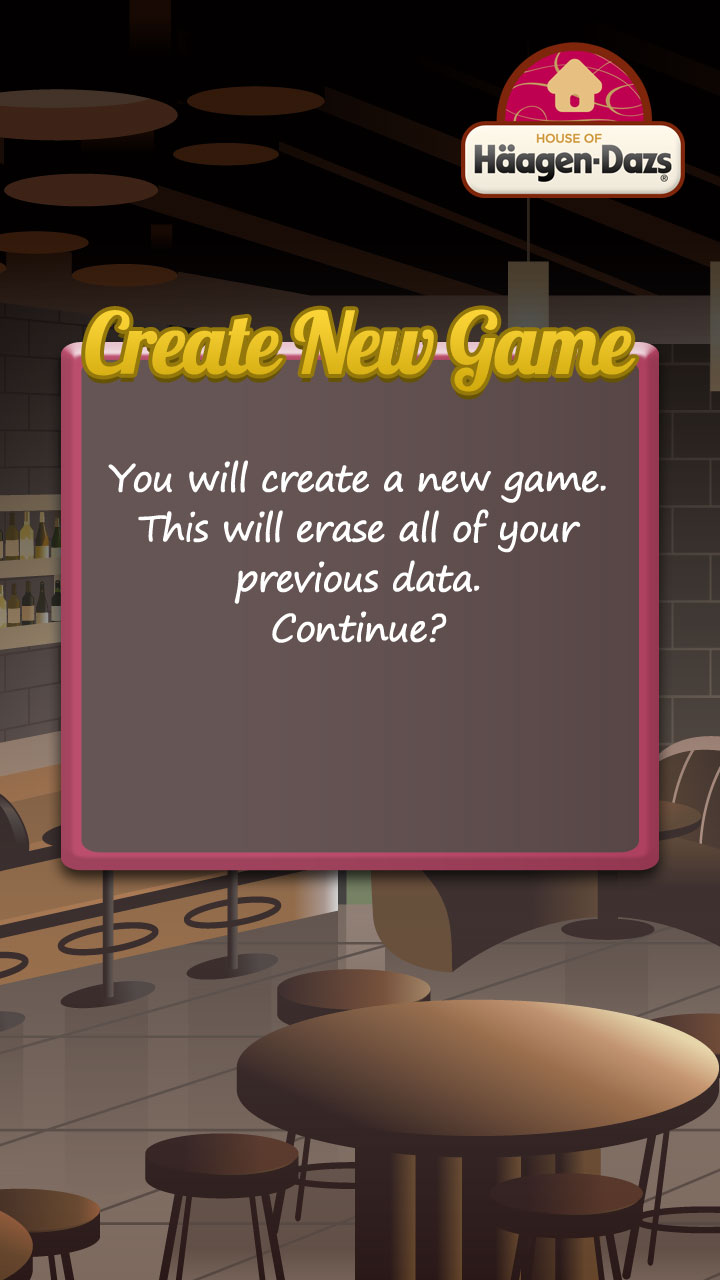 HOUSE OF
Häagen-Dazs
®
Create New Game
You will create a new game.
This will erase all of your
previous data.
Continue?